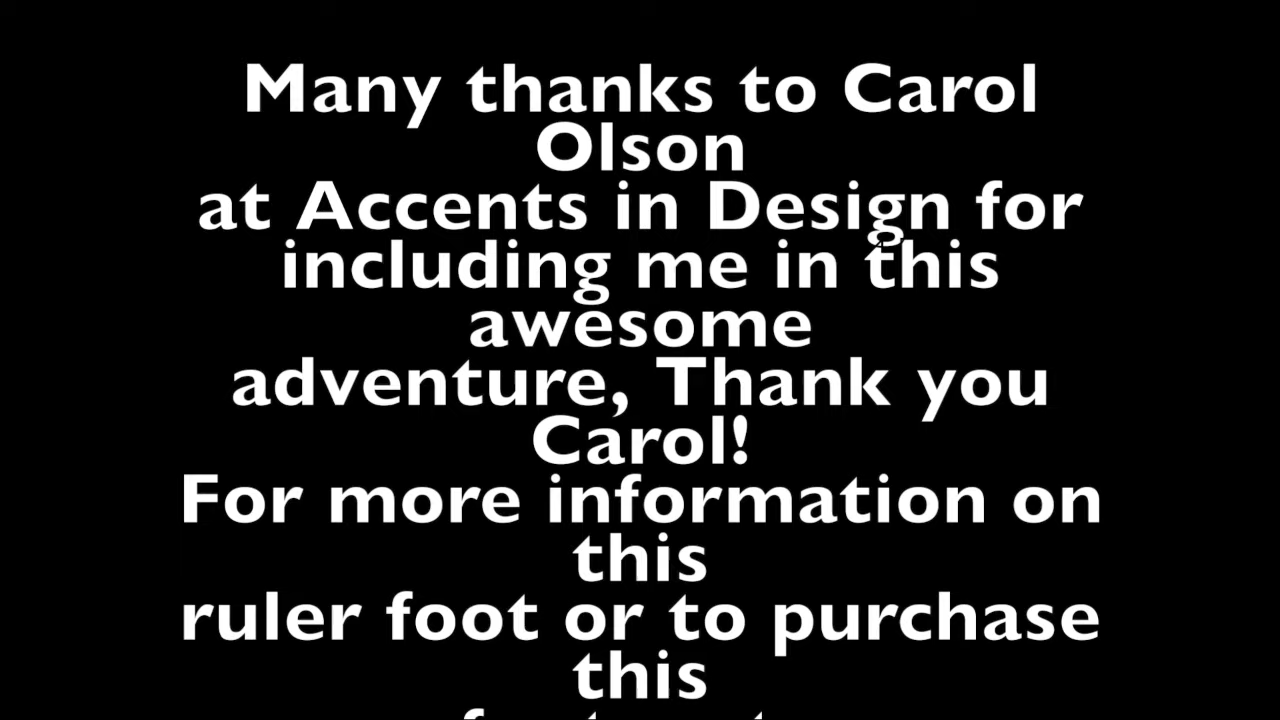 Many thanks to Carol
Olson
at Accents in Design for
including me in this
awesome
adventure, Thank you
Carol!
For more information on
this
ruler foot or to purchase
this